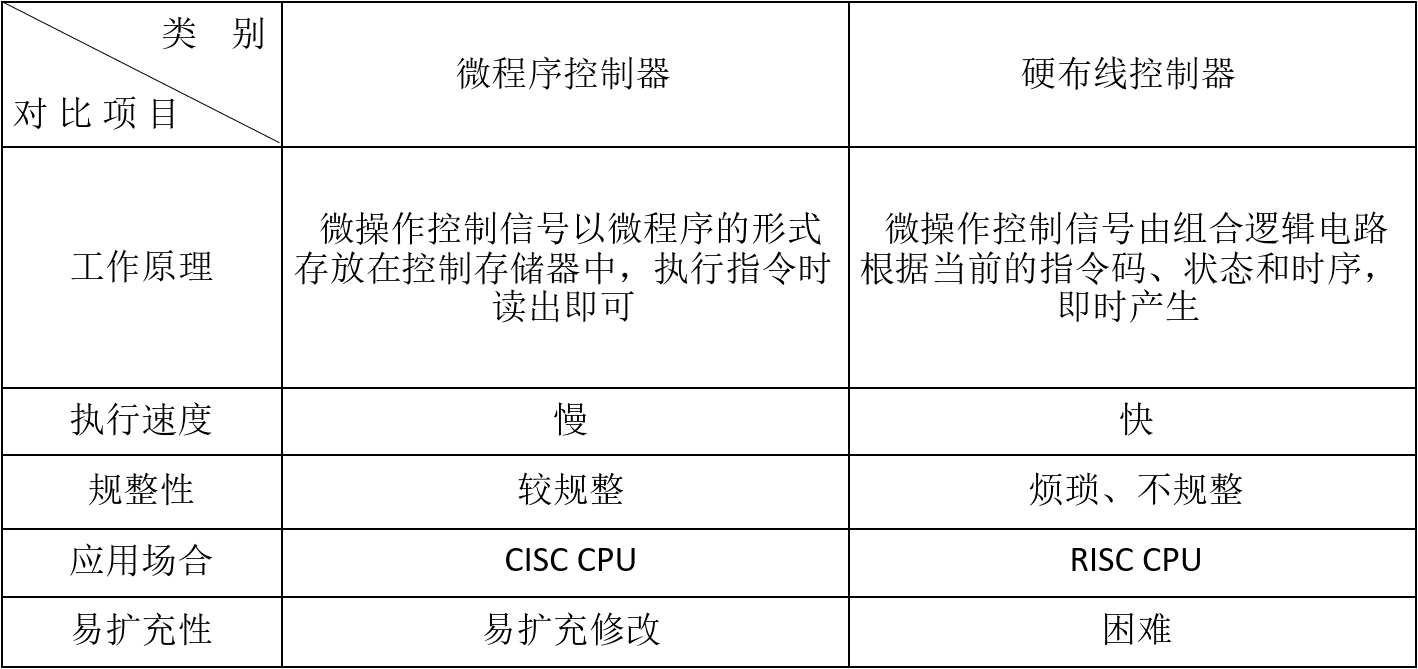 类 别
对比项目
微程序控制器
硬布线控制器
工作原理
微操作控制信号以微程序的形式
存放在控制存储器中，执行指令时
读出即可
微操作控制信号由组合逻辑电路
根据当前的指令码、状态和时序，
即时产生
执行速度
慢
快
规整性
较规整
烦琐、不规整
应用场合
CISC CPU
RISC CPU
易扩充性
易扩充修改
困难